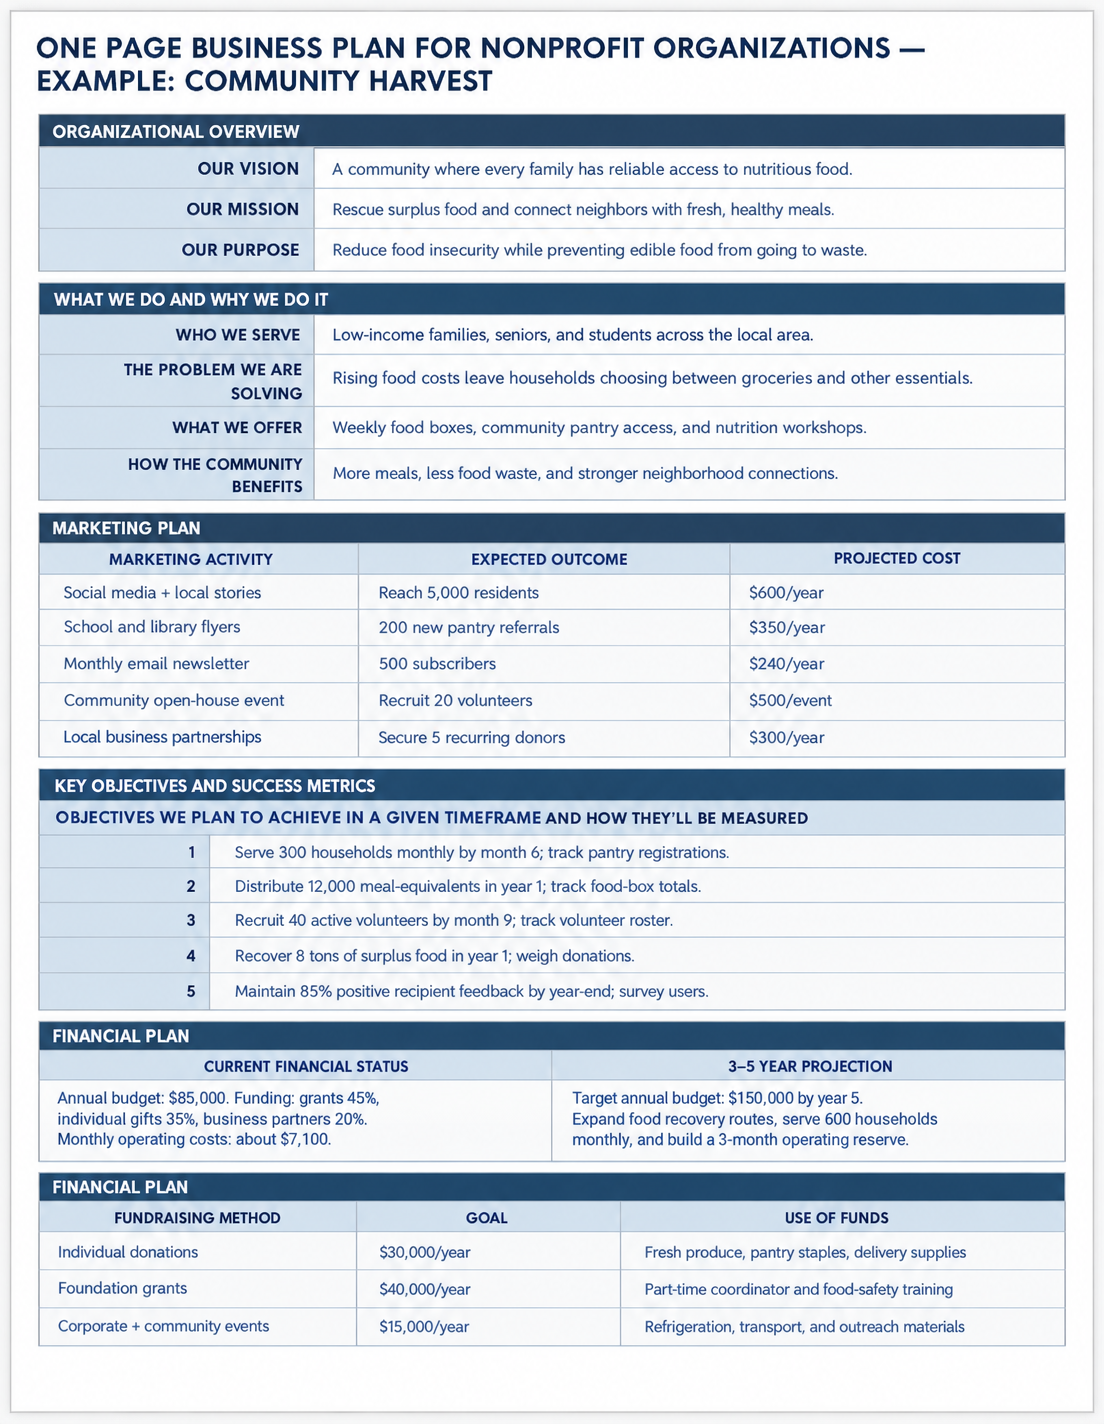 ONE PAGE BUSINESS PLAN FOR NONPROFIT ORGANIZATIONS —
EXAMPLE: COMMUNITY HARVEST
ORGANIZATIONAL OVERVIEW
OUR VISION A community where every family has reliable access to nutritious food.
OUR MISSION Rescue surplus food and connect neighbors with fresh, healthy meals.
OUR PURPOSE Reduce food insecurity while preventing edible food from going to waste.
WHAT WE DO AND WHY WE DO IT
WHO WE SERVE Low-income families, seniors, and students across the local area.
THE PROBLEM WE ARE
SOLVING
Rising food costs leave households choosing between groceries and other essentials.
WHAT WE OFFER Weekly food boxes, community pantry access, and nutrition workshops.
HOW THE COMMUNITY
BENEFITS
More meals, less food waste, and stronger neighborhood connections.
MARKETING PLAN
MARKETING ACTIVITY EXPECTED OUTCOME PROJECTED COST
Social media + local stories Reach 5,000 residents $600/year
School and library flyers 200 new pantry referrals $350/year
Monthly email newsletter 500 subscribers $240/year
Community open-house event Recruit 20 volunteers $500/event
Local business partnerships Secure 5 recurring donors $300/year
KEY OBJECTIVES AND SUCCESS METRICS
OBJECTIVES WE PLAN TO ACHIEVE IN A GIVEN TIMEFRAME AND HOW THEY'LL BE MEASURED
1 Serve 300 households monthly by month 6; track pantry registrations.
2 Distribute 12,000 meal-equivalents in year 1; track food-box totals.
3 Recruit 40 active volunteers by month 9; track volunteer roster.
4 Recover 8 tons of surplus food in year 1; weigh donations.
5 Maintain 85% positive recipient feedback by year-end; survey users.
FINANCIAL PLAN
CURRENT FINANCIAL STATUS 3–5 YEAR PROJECTION
Annual budget: $85,000. Funding: grants 45%,
individual gifts 35%, business partners 20%.
Monthly operating costs: about $7,100.
Target annual budget: $150,000 by year 5.
Expand food recovery routes, serve 600 households
monthly, and build a 3-month operating reserve.
FINANCIAL PLAN
FUNDRAISING METHOD GOAL USE OF FUNDS
Individual donations $30,000/year Fresh produce, pantry staples, delivery supplies
Foundation grants $40,000/year Part-time coordinator and food-safety training
Corporate + community events $15,000/year Refrigeration, transport, and outreach materials